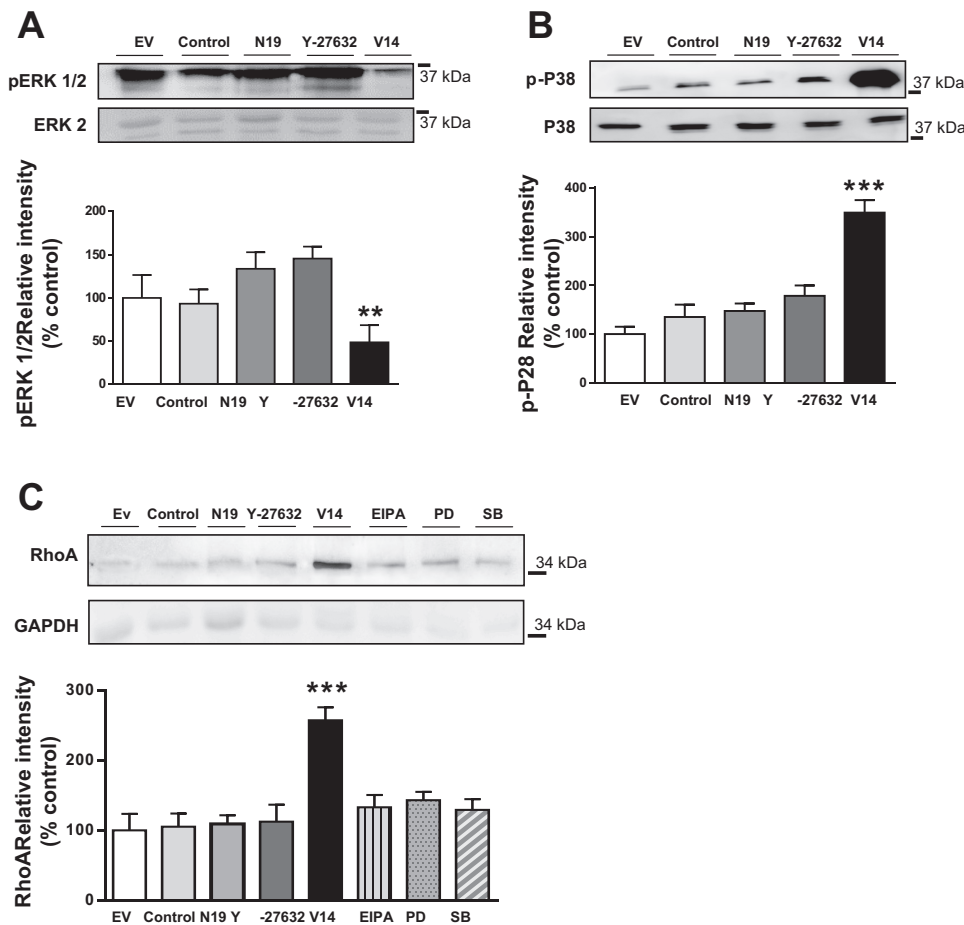 A
EV Control N19 Y-27632 V14
pERK 1/2
37 kDa
ERK 2
37 kDa
pERK 1/2Relative intensity
(% control)
200
150
100
50
0
**
EV Control N19 Y -27632 V14
B
EV Control N19 Y-27632 V14
p-P38
37 kDa
P38
37 kDa
p-P28 Relative intensity
(% control)
400
300
200
100
0
***
EV Control N19 Y -27632 V14
C
Ev Control N19 Y-27632 V14 EIPA PD SB
RhoA
34 kDa
GAPDH
34 kDa
RhoARelative intensity
(% control)
300
200
100
0
***
EV Control N19 Y -27632 V14 EIPA PD SB